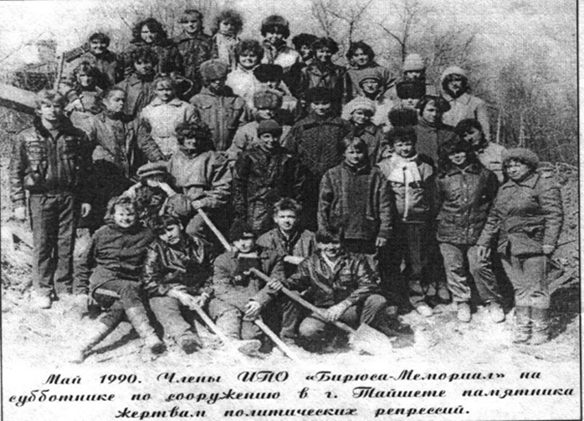 Май 1990. Члены ИПО «Бирюса-Мемориал» на
субботнике по сооружению в г. Тайшете памятника
жертвам политических репрессий.